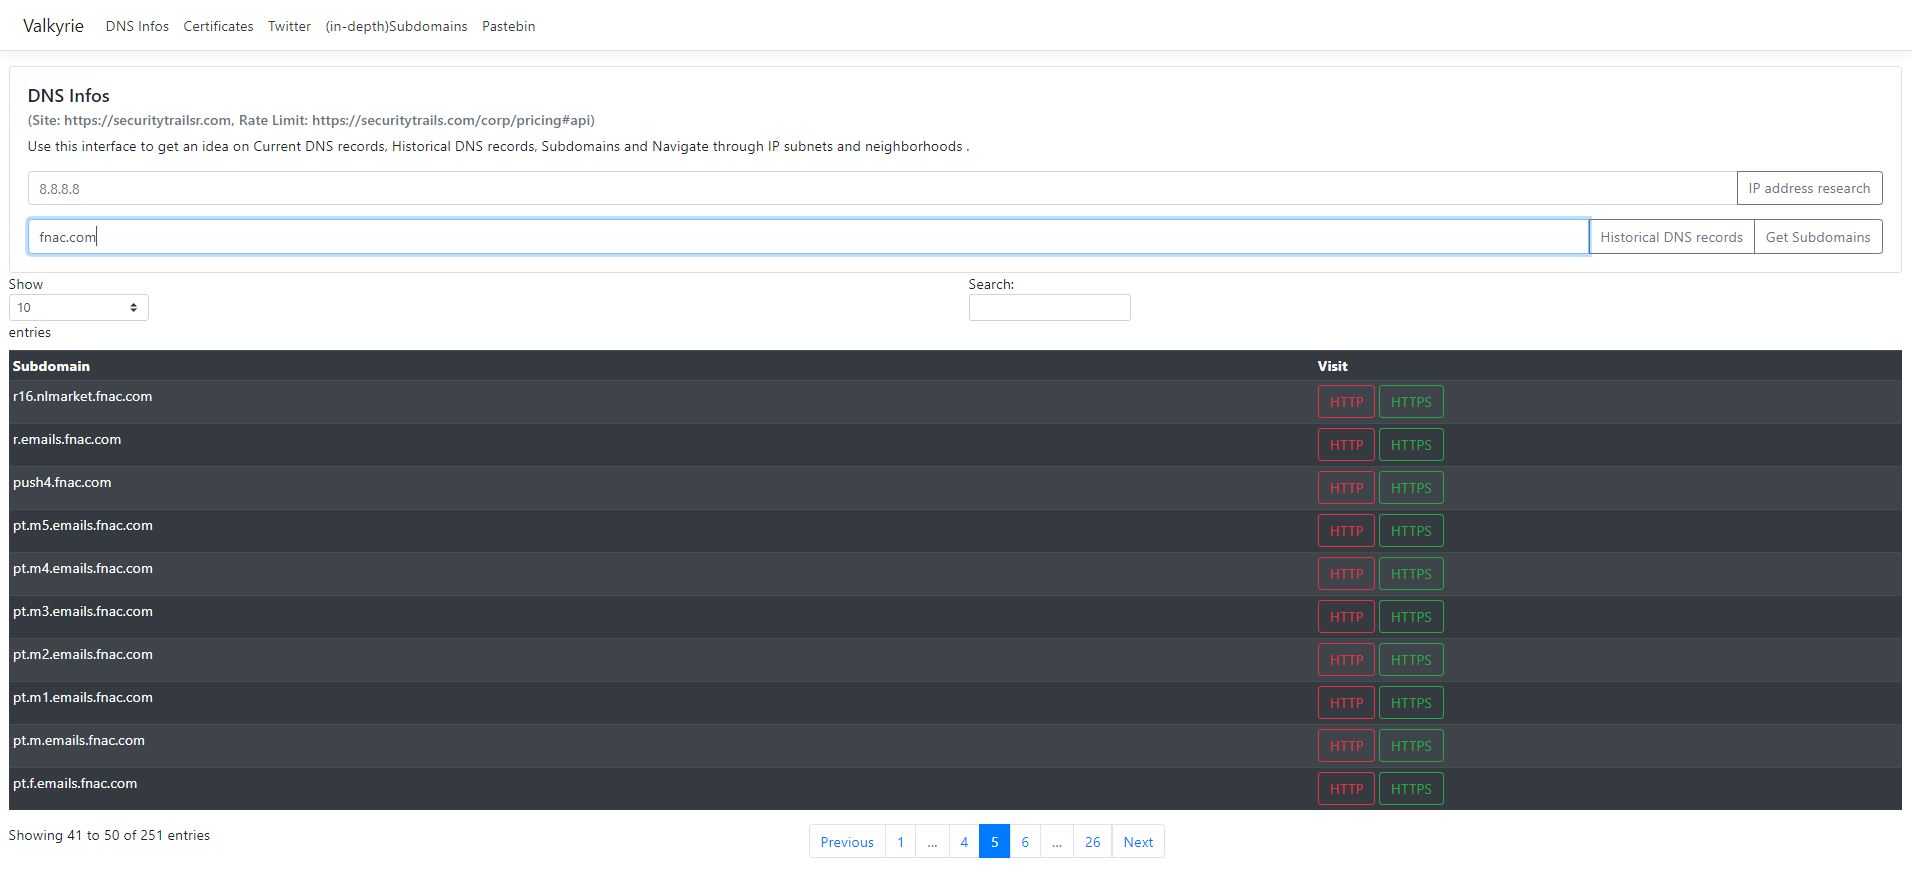 Valkyrie DNS Infos Certificates Twitter (in-depth)Subdomains Pastebin
DNS Infos
(Site: https://securitytrailsr.com, Rate Limit: https://securitytrails.com/corp/pricing#api)
Use this interface to get an idea on Current DNS records, Historical DNS records, Subdomains and Navigate through IP subnets and neighborhoods .
8.8.8.8 IP address research
fnac.com Historical DNS records Get Subdomains
Show Search:
10
entries
Subdomain Visit
r16.nlmarket.fnac.com HTTP HTTPS
r.emails.fnac.com HTTP HTTPS
push4.fnac.com HTTP HTTPS
pt.m5.emails.fnac.com HTTP HTTPS
pt.m4.emails.fnac.com HTTP HTTPS
pt.m3.emails.fnac.com HTTP HTTPS
pt.m2.emails.fnac.com HTTP HTTPS
pt.m1.emails.fnac.com HTTP HTTPS
pt.m.emails.fnac.com HTTP HTTPS
pt.f.emails.fnac.com HTTP HTTPS
Showing 41 to 50 of 251 entries Previous 1 ... 4 5 6 ... 26 Next